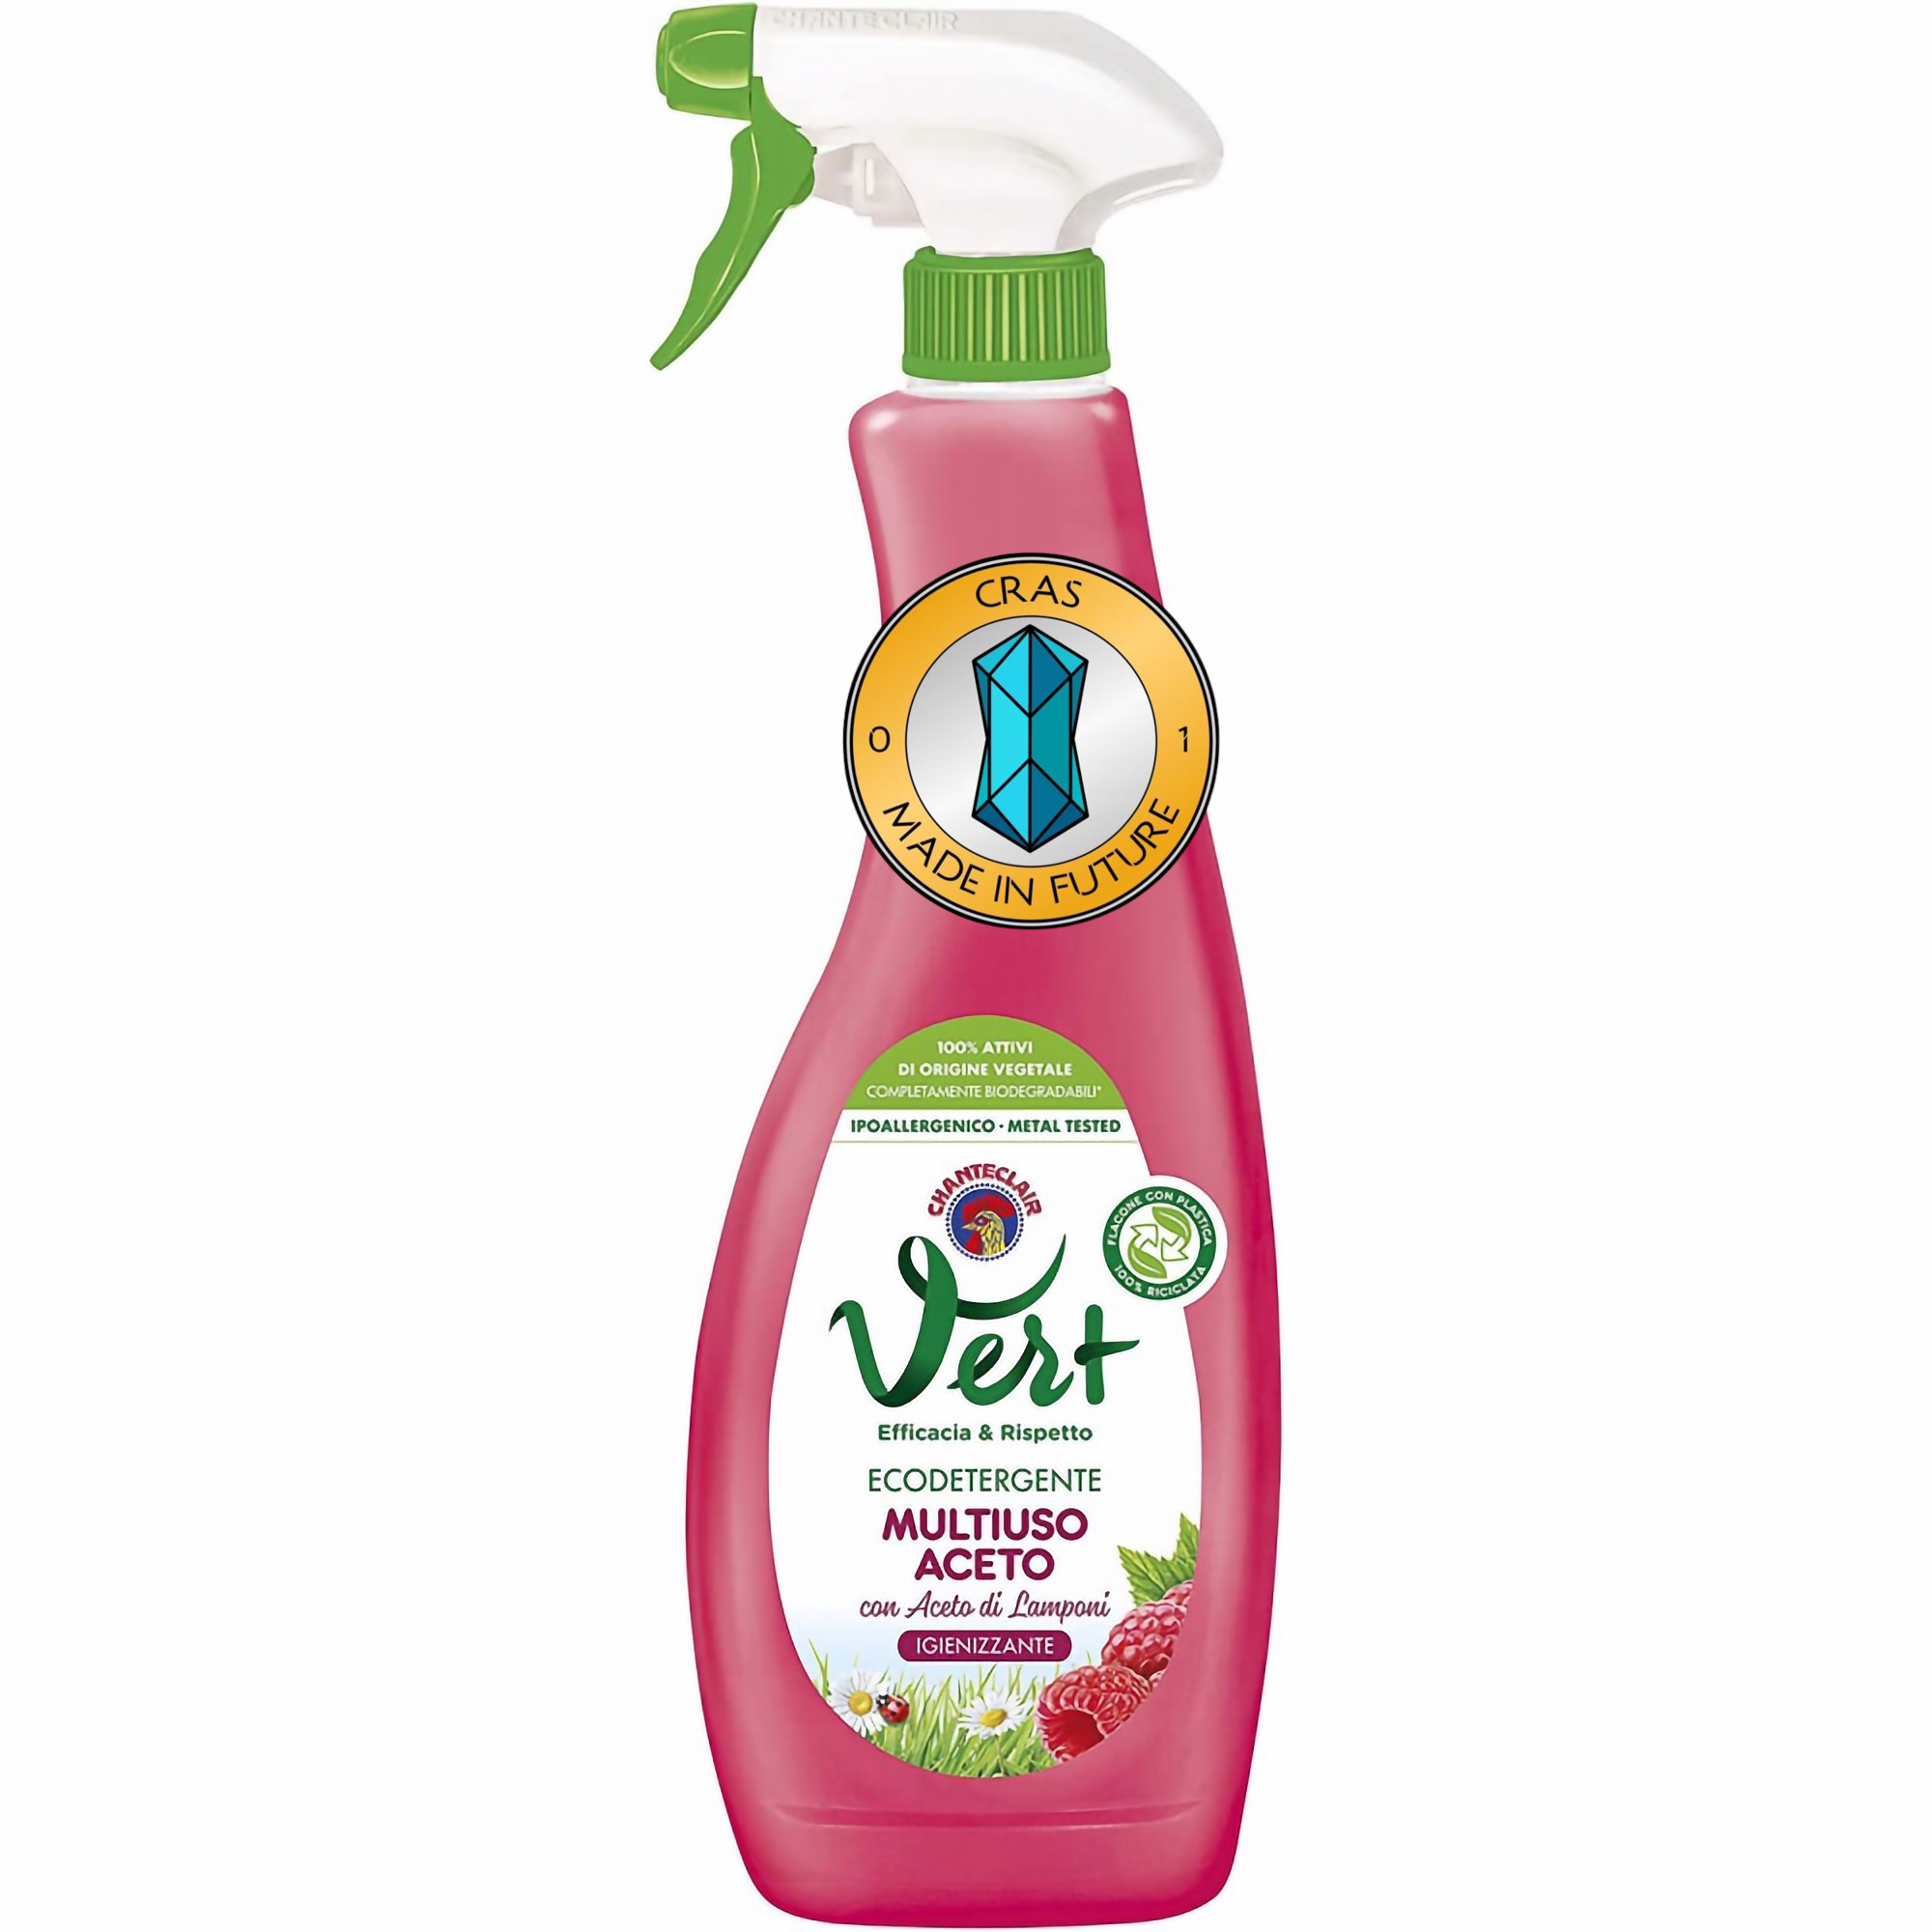 CHANTECLAIR
CRAS
0 1
MADE IN FUTURE
100% ATTIVI
DI ORIGINE VEGETALE
COMPLETAMENTE BIODEGRADABILI*
IPOALLERGENICO · METAL TESTED
CHANTECLAIR
FLACONE CON PLASTICA
100% RICICLATA
Vert
Efficacia & Rispetto
ECODETERGENTE
MULTIUSO
ACETO
con Aceto di Lamponi
IGIENIZZANTE